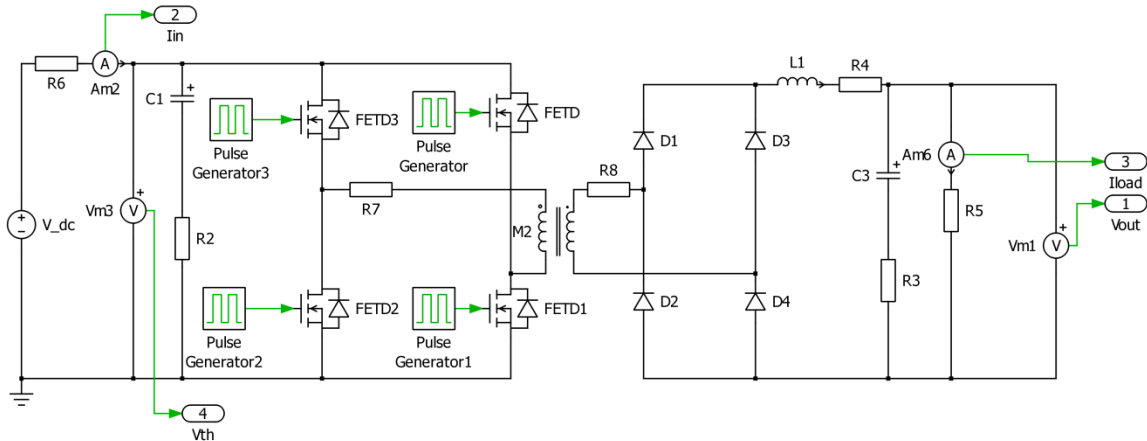 2
Iin
R6
A
Am2
C1
V_dc
Vm3
V
R2
4
Vth
Pulse
Generator3
FETD3
Pulse
Generator
FETD
R7
M2
R8
Pulse
Generator2
FETD2
Pulse
Generator1
FETD1
D1
D3
D2
D4
L1
R4
C3
R3
Am6
A
R5
Vm1
V
3
Iload
1
Vout